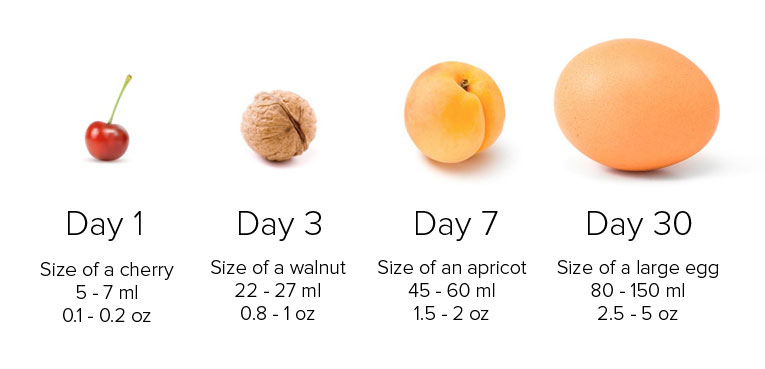 Day 1
Size of a cherry
5 - 7 ml
0.1 - 0.2 oz
Day 3
Size of a walnut
22 - 27 ml
0.8 - 1 oz
Day 7
Size of an apricot
45 - 60 ml
1.5 - 2 oz
Day 30
Size of a large egg
80 - 150 ml
2.5 - 5 oz